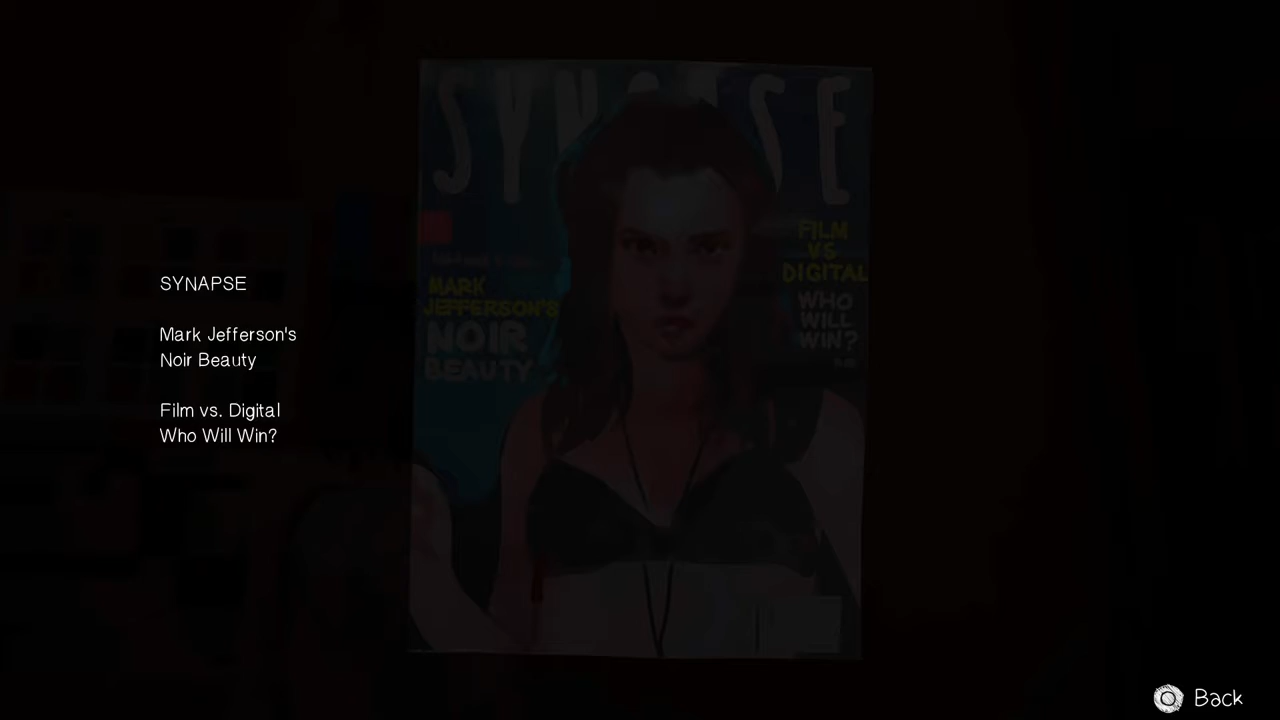 SYNAPSE
Mark Jefferson's
Noir Beauty
Film vs. Digital
Who Will Win?
SYNAPSE
MARK
JEFFERSON'S
NOIR
BEAUTY
FILM
VS
DIGITAL
WHO
WILL
WIN?
Back